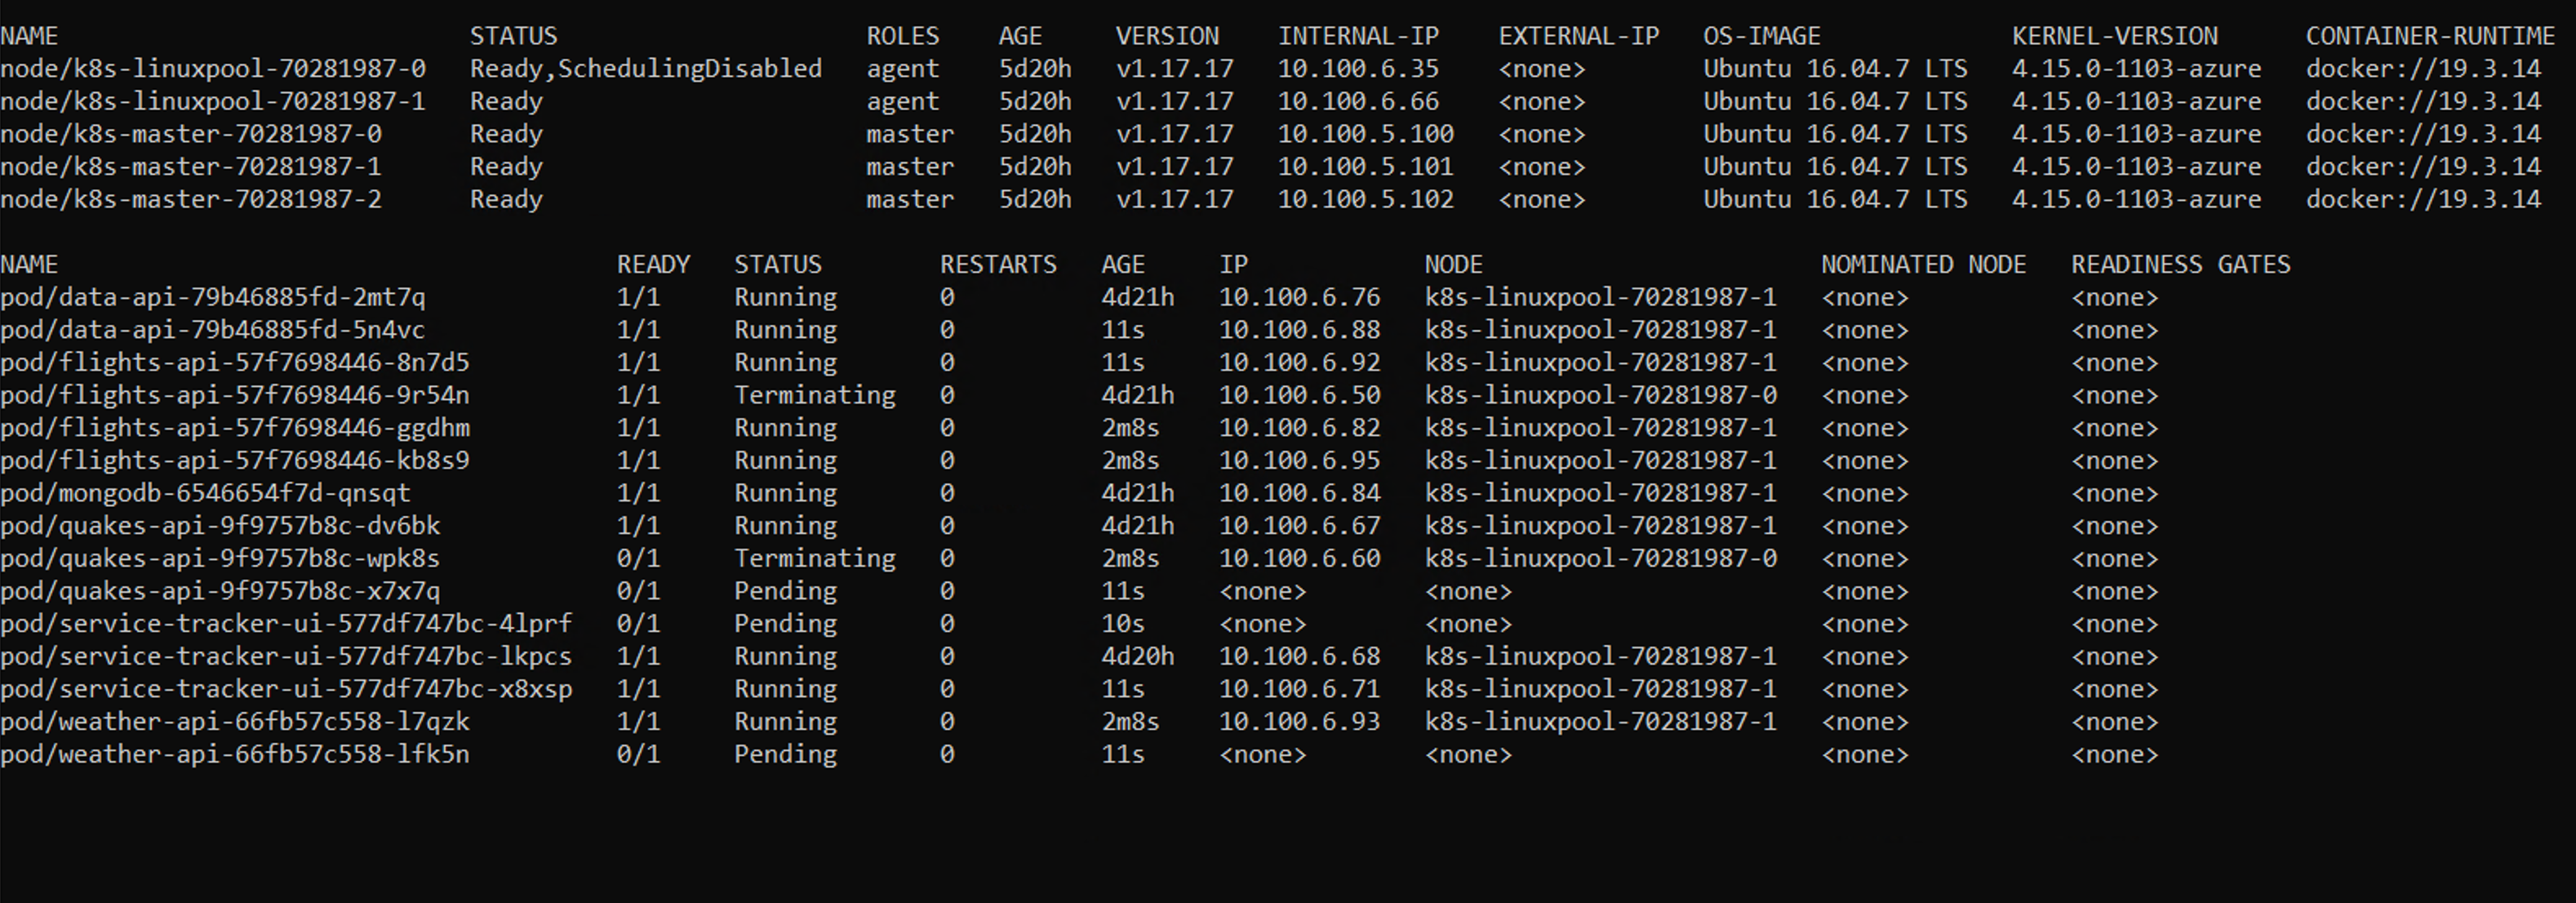 NAME STATUS ROLES AGE VERSION INTERNAL-IP EXTERNAL-IP OS-IMAGE KERNEL-VERSION CONTAINER-RUNTIME
node/k8s-linuxpool-70281987-0 Ready,SchedulingDisabled agent 5d20h v1.17.17 10.100.6.35 <none> Ubuntu 16.04.7 LTS 4.15.0-1103-azure docker://19.3.14
node/k8s-linuxpool-70281987-1 Ready agent 5d20h v1.17.17 10.100.6.66 <none> Ubuntu 16.04.7 LTS 4.15.0-1103-azure docker://19.3.14
node/k8s-master-70281987-0 Ready master 5d20h v1.17.17 10.100.5.100 <none> Ubuntu 16.04.7 LTS 4.15.0-1103-azure docker://19.3.14
node/k8s-master-70281987-1 Ready master 5d20h v1.17.17 10.100.5.101 <none> Ubuntu 16.04.7 LTS 4.15.0-1103-azure docker://19.3.14
node/k8s-master-70281987-2 Ready master 5d20h v1.17.17 10.100.5.102 <none> Ubuntu 16.04.7 LTS 4.15.0-1103-azure docker://19.3.14
NAME READY STATUS RESTARTS AGE IP NODE NOMINATED NODE READINESS GATES
pod/data-api-79b46885fd-2mt7q 1/1 Running 0 4d21h 10.100.6.76 k8s-linuxpool-70281987-1 <none> <none>
pod/data-api-79b46885fd-5n4vc 1/1 Running 0 11s 10.100.6.88 k8s-linuxpool-70281987-1 <none> <none>
pod/flights-api-57f7698446-8n7d5 1/1 Running 0 11s 10.100.6.92 k8s-linuxpool-70281987-1 <none> <none>
pod/flights-api-57f7698446-9r54n 1/1 Terminating 0 4d21h 10.100.6.50 k8s-linuxpool-70281987-0 <none> <none>
pod/flights-api-57f7698446-ggdhm 1/1 Running 0 2m8s 10.100.6.82 k8s-linuxpool-70281987-1 <none> <none>
pod/flights-api-57f7698446-kb8s9 1/1 Running 0 2m8s 10.100.6.95 k8s-linuxpool-70281987-1 <none> <none>
pod/mongodb-6546654f7d-qnsqt 1/1 Running 0 4d21h 10.100.6.84 k8s-linuxpool-70281987-1 <none> <none>
pod/quakes-api-9f9757b8c-dv6bk 1/1 Running 0 4d21h 10.100.6.67 k8s-linuxpool-70281987-1 <none> <none>
pod/quakes-api-9f9757b8c-wpk8s 0/1 Terminating 0 2m8s 10.100.6.60 k8s-linuxpool-70281987-0 <none> <none>
pod/quakes-api-9f9757b8c-x7x7q 0/1 Pending 0 11s <none> <none> <none> <none>
pod/service-tracker-ui-577df747bc-4lprf 0/1 Pending 0 10s <none> <none> <none> <none>
pod/service-tracker-ui-577df747bc-lkpcs 1/1 Running 0 4d20h 10.100.6.68 k8s-linuxpool-70281987-1 <none> <none>
pod/service-tracker-ui-577df747bc-x8xsp 1/1 Running 0 11s 10.100.6.71 k8s-linuxpool-70281987-1 <none> <none>
pod/weather-api-66fb57c558-l7qzk 1/1 Running 0 2m8s 10.100.6.93 k8s-linuxpool-70281987-1 <none> <none>
pod/weather-api-66fb57c558-lfk5n 0/1 Pending 0 11s <none> <none> <none> <none>